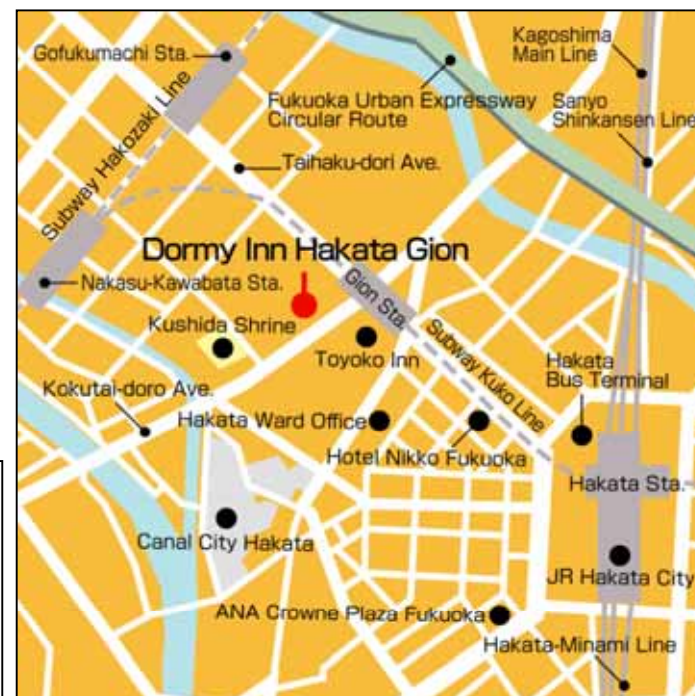 Gofukumachi Sta.
Kagoshima
Main Line
Subway Hakozaki Line
Fukuoka Urban Expressway
Circular Route
Sanyo
Shinkansen Line
Taihaku-dori Ave.
Dormy Inn Hakata Gion
Nakasu-Kawabata Sta.
Gion Sta.
Kushida Shrine
Toyoko Inn
Subway Kuko Line
Hakata
Bus Terminal
Kokutai-doro Ave.
Hakata Ward Office
Hotel Nikko Fukuoka
Hakata Sta.
Canal City Hakata
JR Hakata City
ANA Crowne Plaza Fukuoka
Hakata-Minami Line